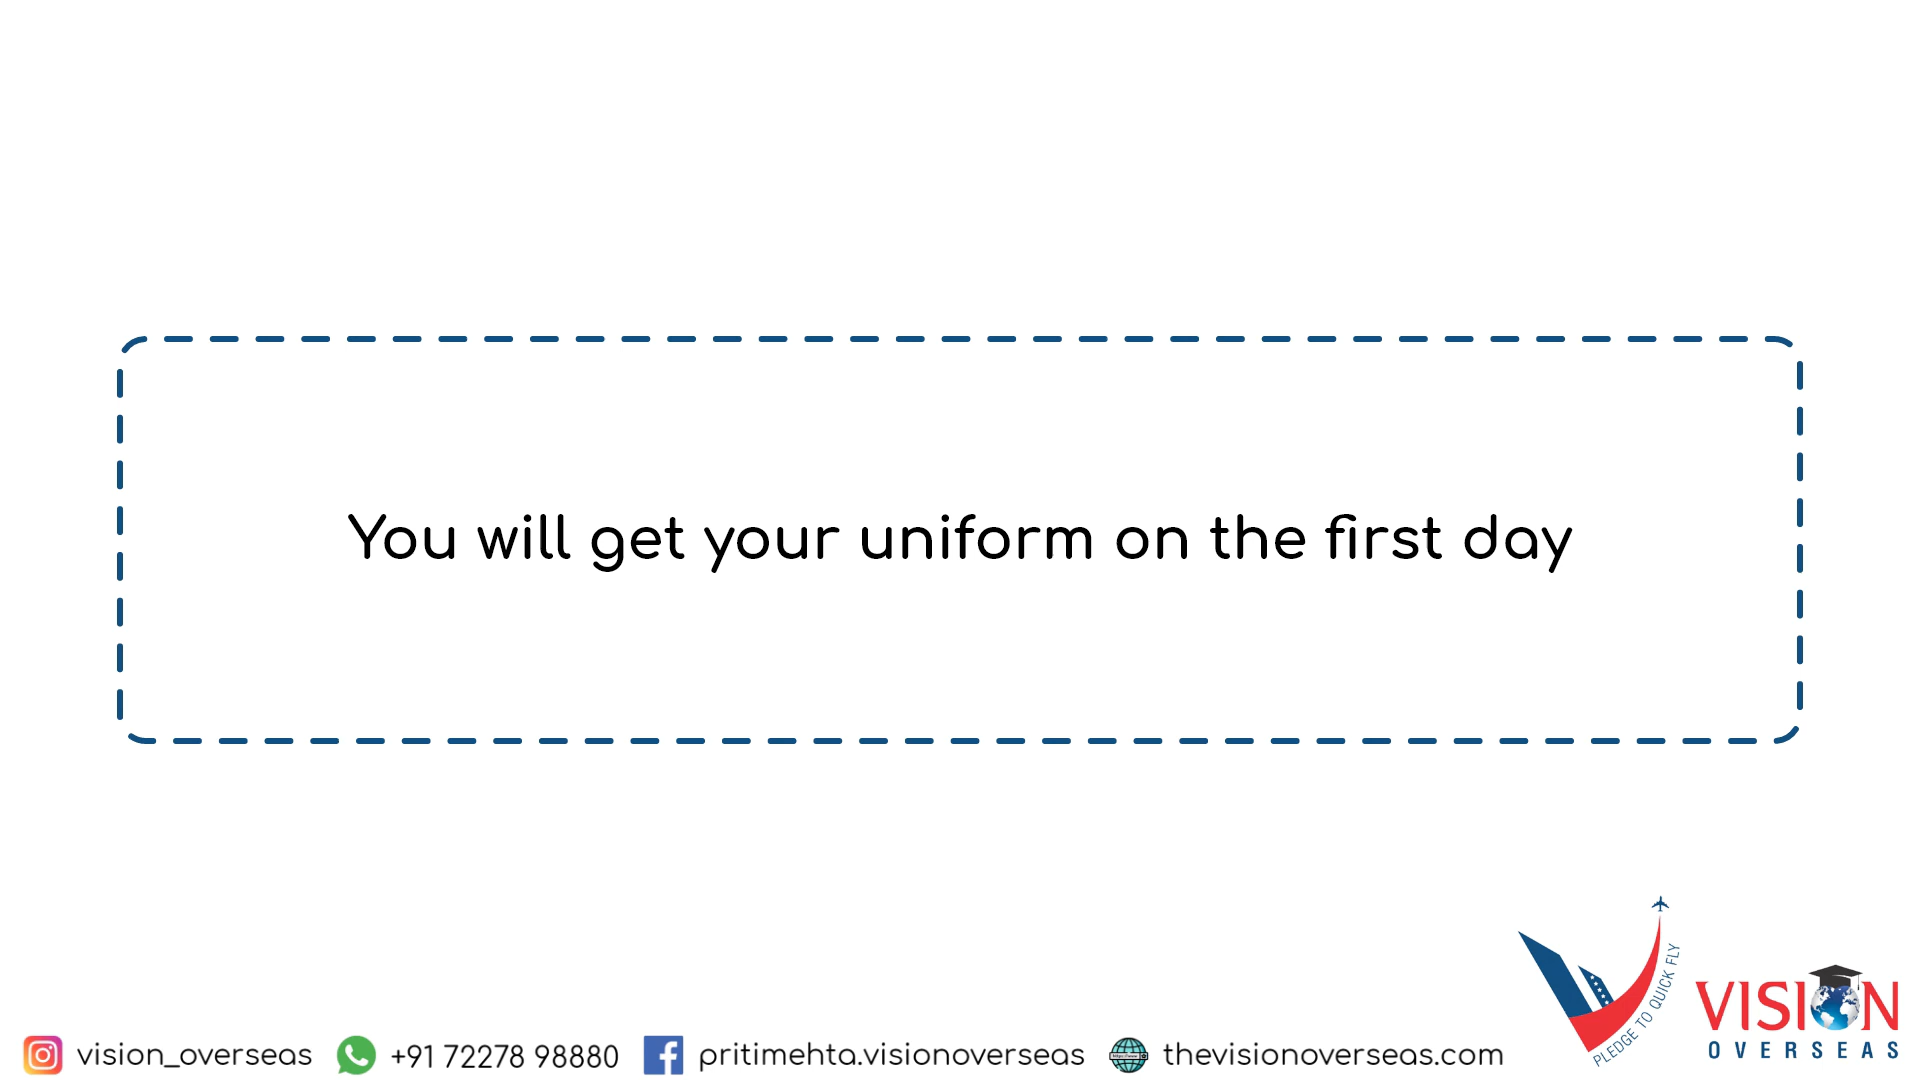 You will get your uniform on the first day
PLEDGE TO QUICK FLY
VISION
OVERSEAS
vision_overseas +91 72278 98880 pritimehta.visionoverseas thevisionoverseas.com